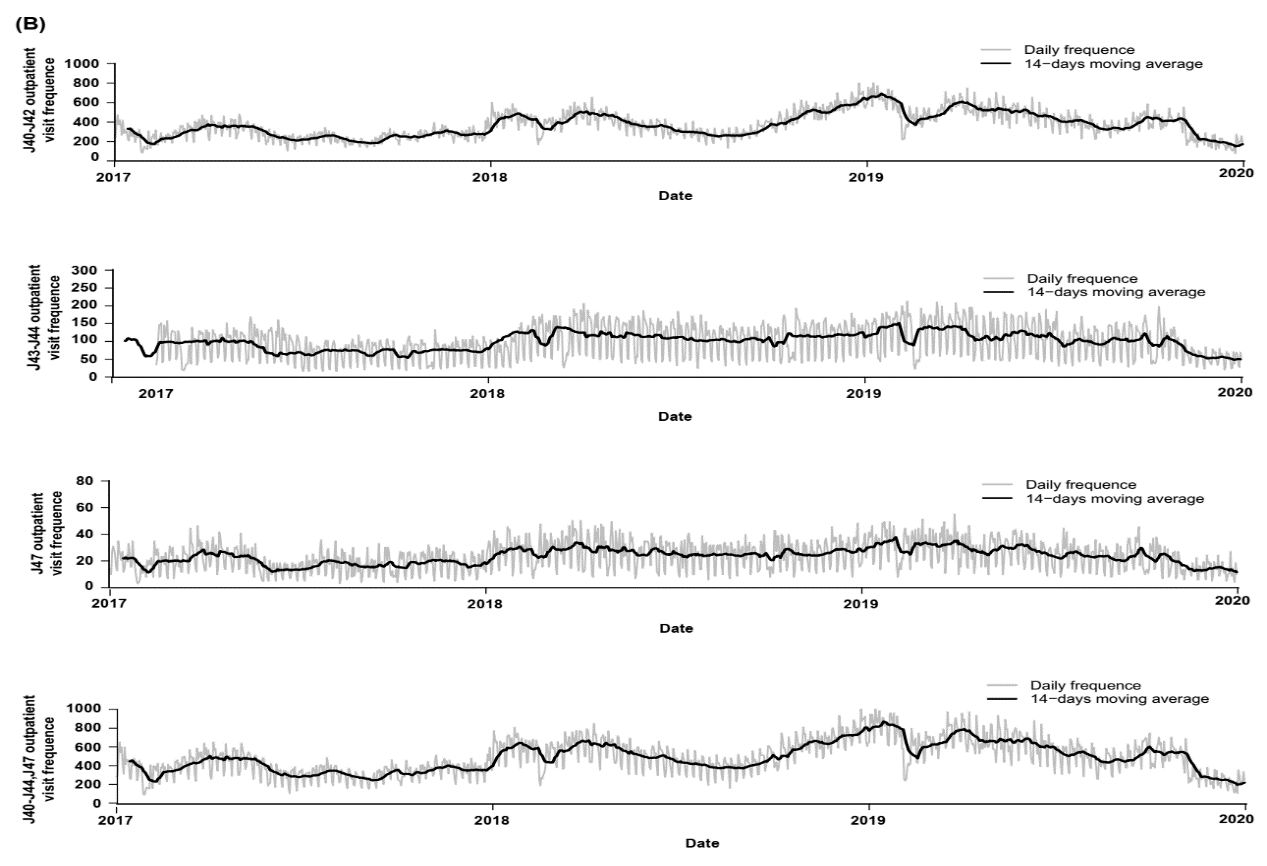 (B)
J40-J42 outpatient
visit frequence
1000
800
600
400
200
0
Daily frequence
14−days moving average
2017
2018
2019
2020
Date
J43-J44 outpatient
visit frequence
300
250
200
150
100
50
0
Daily frequence
14−days moving average
2017
2018
2019
2020
Date
J47 outpatient
visit frequence
80
60
40
20
0
Daily frequence
14−days moving average
2017
2018
2019
2020
Date
J40-J44,J47 outpatient
visit frequence
1000
800
600
400
200
0
Daily frequence
14−days moving average
2017
2018
2019
2020
Date